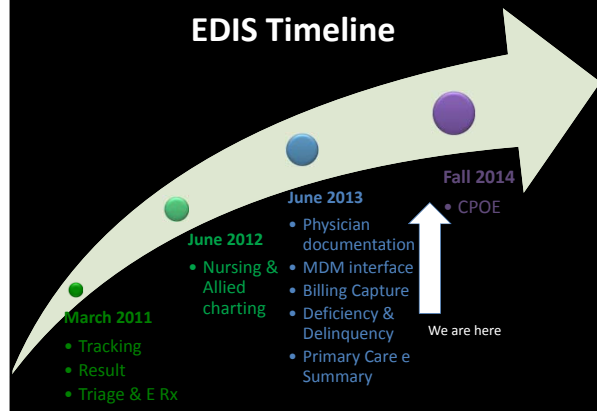 EDIS Timeline
March 2011
• Tracking
• Result
• Triage & E Rx
June 2012
• Nursing &
Allied
charting
June 2013
• Physician
documentation
• MDM interface
• Billing Capture
• Deficiency &
Delinquency
• Primary Care e
Summary
Fall 2014
• CPOE
We are here